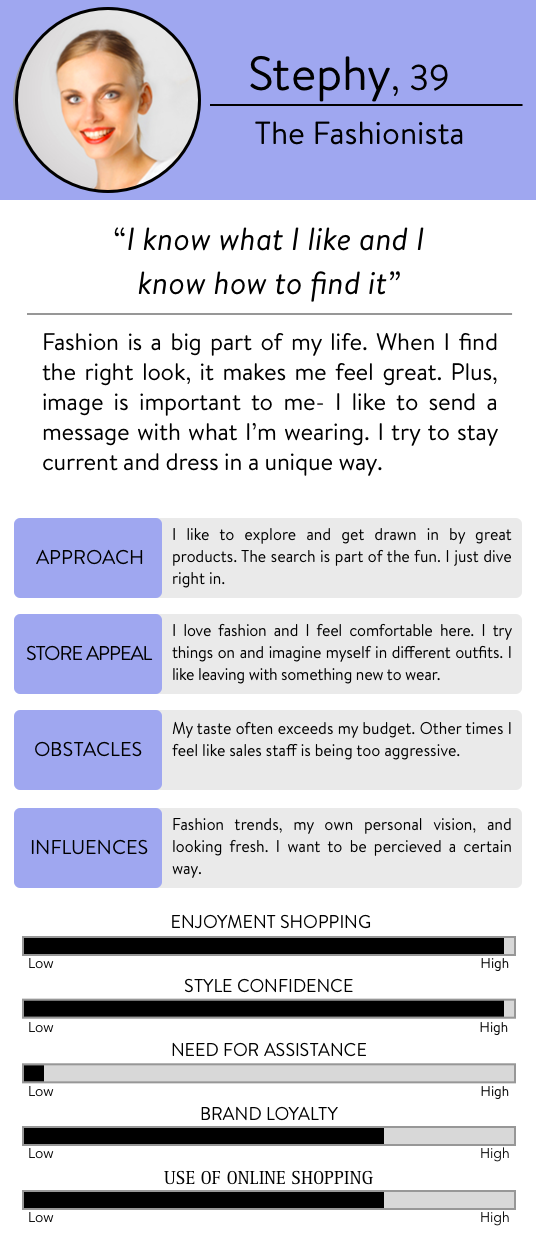 Stephy, 39
The Fashionista
“I know what I like and I
know how to find it”
Fashion is a big part of my life. When I find
the right look, it makes me feel great. Plus,
image is important to me- I like to send a
message with what I’m wearing. I try to stay
current and dress in a unique way.
APPROACH
I like to explore and get drawn in by great
products. The search is part of the fun. I just dive
right in.
STORE APPEAL
I love fashion and I feel comfortable here. I try
things on and imagine myself in different outfits. I
like leaving with something new to wear.
OBSTACLES
My taste often exceeds my budget. Other times I
feel like sales staff is being too aggressive.
INFLUENCES
Fashion trends, my own personal vision, and
looking fresh. I want to be percieved a certain
way.
ENJOYMENT SHOPPING
Low High
STYLE CONFIDENCE
Low High
NEED FOR ASSISTANCE
Low High
BRAND LOYALTY
Low High
USE OF ONLINE SHOPPING
Low High